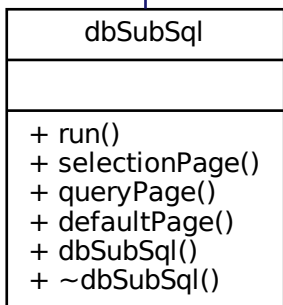 dbSubSql
+ run()
+ selectionPage()
+ queryPage()
+ defaultPage()
+ dbSubSql()
+ ~dbSubSql()